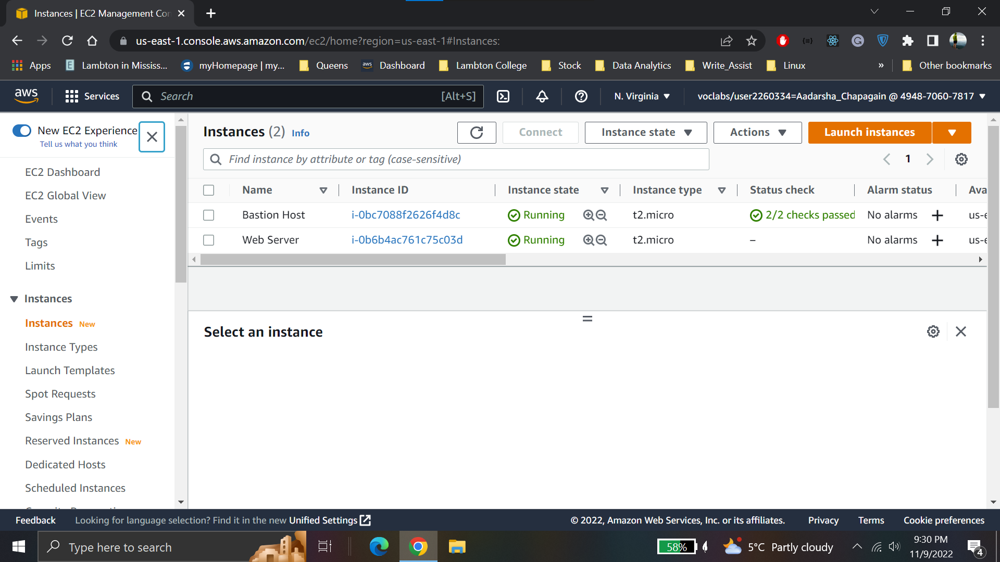 Instances | EC2 Management Con
us-east-1.console.aws.amazon.com/ec2/home?region=us-east-1#Instances:
Apps
Lambton in Mississ...
myHomepage | my...
Queens
aws
Dashboard
Lambton College
Stock
Data Analytics
Write_Assist
Linux
»
Other bookmarks
aws
Services
Search
[Alt+S]
N. Virginia
voclabs/user2260334=Aadarsha_Chapagain @ 4948-7060-7817
New EC2 Experience
Tell us what you think
EC2 Dashboard
EC2 Global View
Events
Tags
Limits
Instances
Instances New
Instance Types
Launch Templates
Spot Requests
Savings Plans
Reserved Instances New
Dedicated Hosts
Scheduled Instances
Instances (2) Info
Connect
Instance state
Actions
Launch instances
Find instance by attribute or tag (case-sensitive)
1
Name Instance ID Instance state Instance type Status check Alarm status Ava
Bastion Host i-0bc7088f2626f4d8c Running t2.micro 2/2 checks passed No alarms + us-e
Web Server i-0b6b4ac761c75c03d Running t2.micro – No alarms + us-e
Select an instance
Feedback
Looking for language selection? Find it in the new Unified Settings
© 2022, Amazon Web Services, Inc. or its affiliates.
Privacy
Terms
Cookie preferences
Type here to search
58%
5°C Partly cloudy
9:30 PM
11/9/2022
4